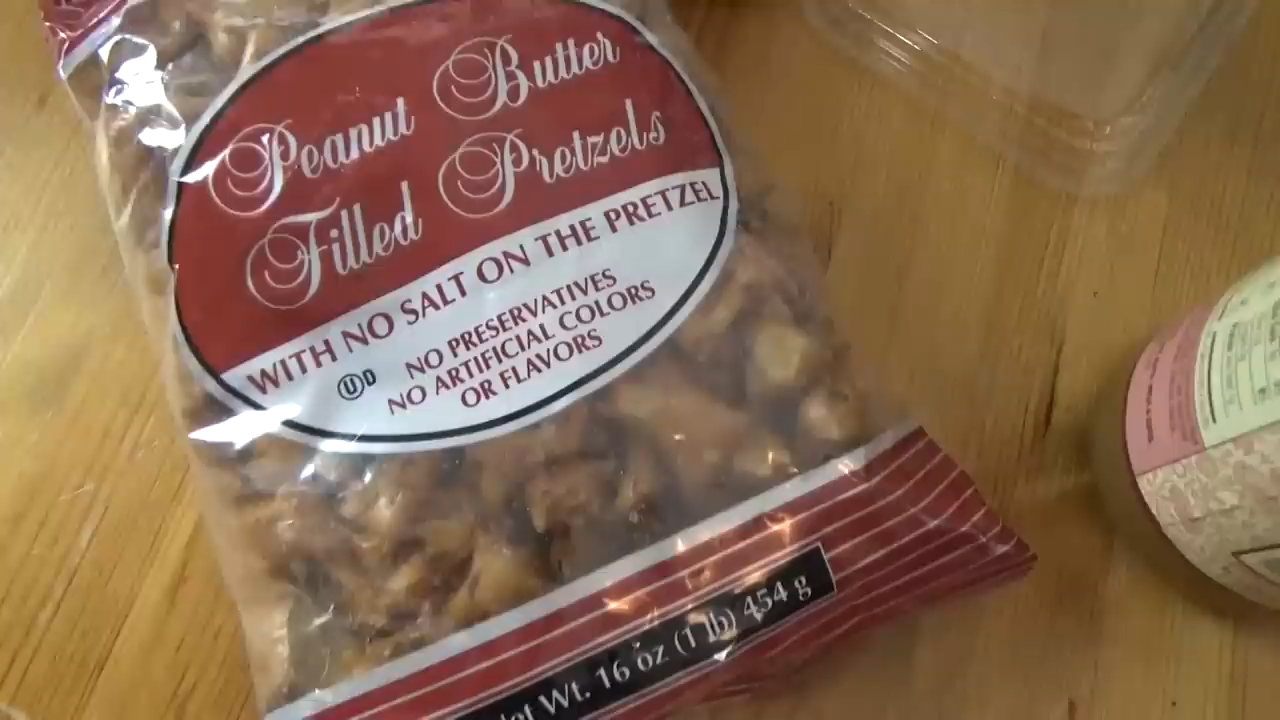 Peanut Butter
Filled Pretzels
WITH NO SALT ON THE PRETZEL
NO PRESERVATIVES
NO ARTIFICIAL COLORS
OR FLAVORS
U D
Wt. 16 oz (1 lb) 454 g